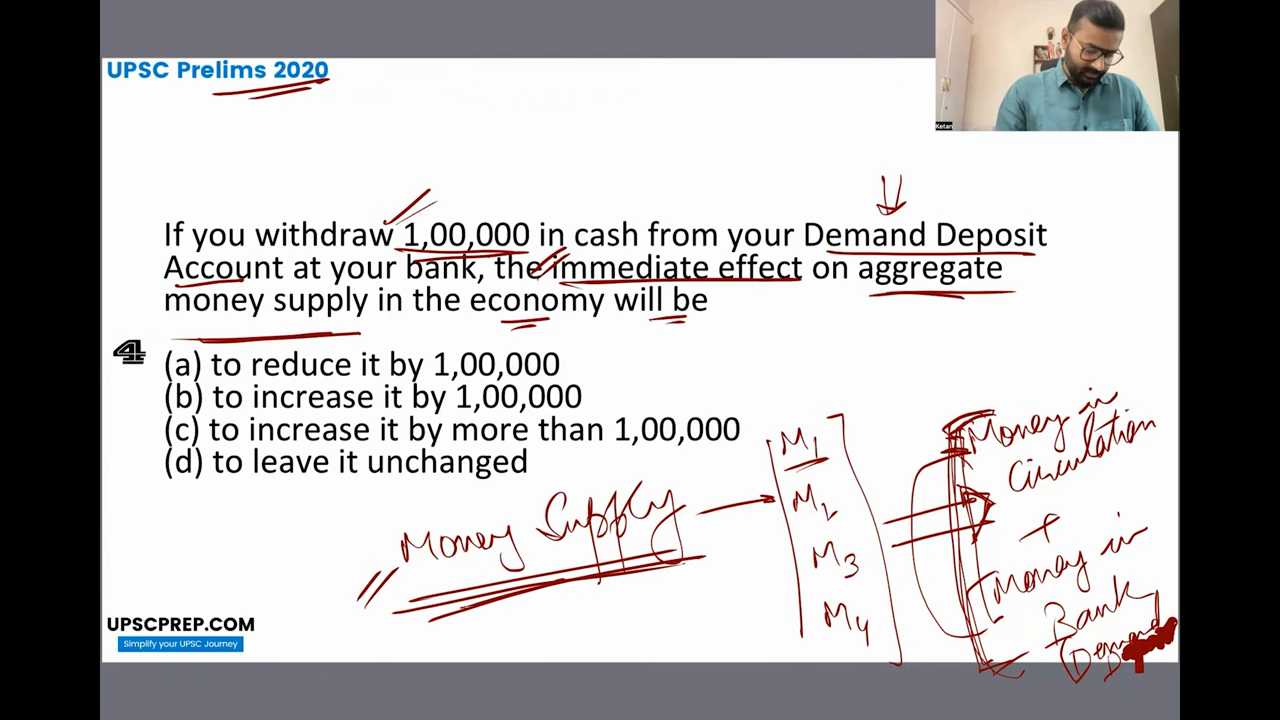 UPSC Prelims 2020
Ketan
If you withdraw 1,00,000 in cash from your Demand Deposit
Account at your bank, the immediate effect on aggregate
money supply in the economy will be
4
(a) to reduce it by 1,00,000
(b) to increase it by 1,00,000
(c) to increase it by more than 1,00,000
(d) to leave it unchanged
Money Supply
M1
M2
M3
M4
Money in
Circulation
+
Money in
Bank
UPSCPREP.COM
Simplify your UPSC Journey